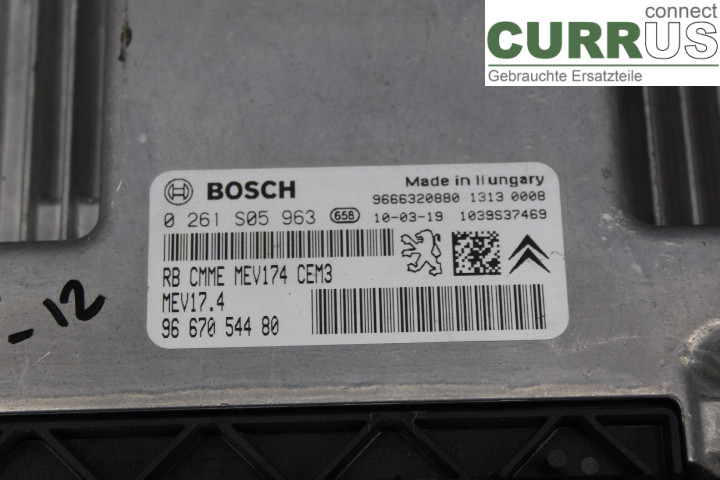 connect
CURRUS
Gebrauchte Ersatzteile
BOSCH
Made in Hungary
9666320880 1313 0008
0 261 S05 963 658 10-03-19 1039S37469
RB CMME MEV174 CEM3
MEV17.4
96 670 544 80
-12